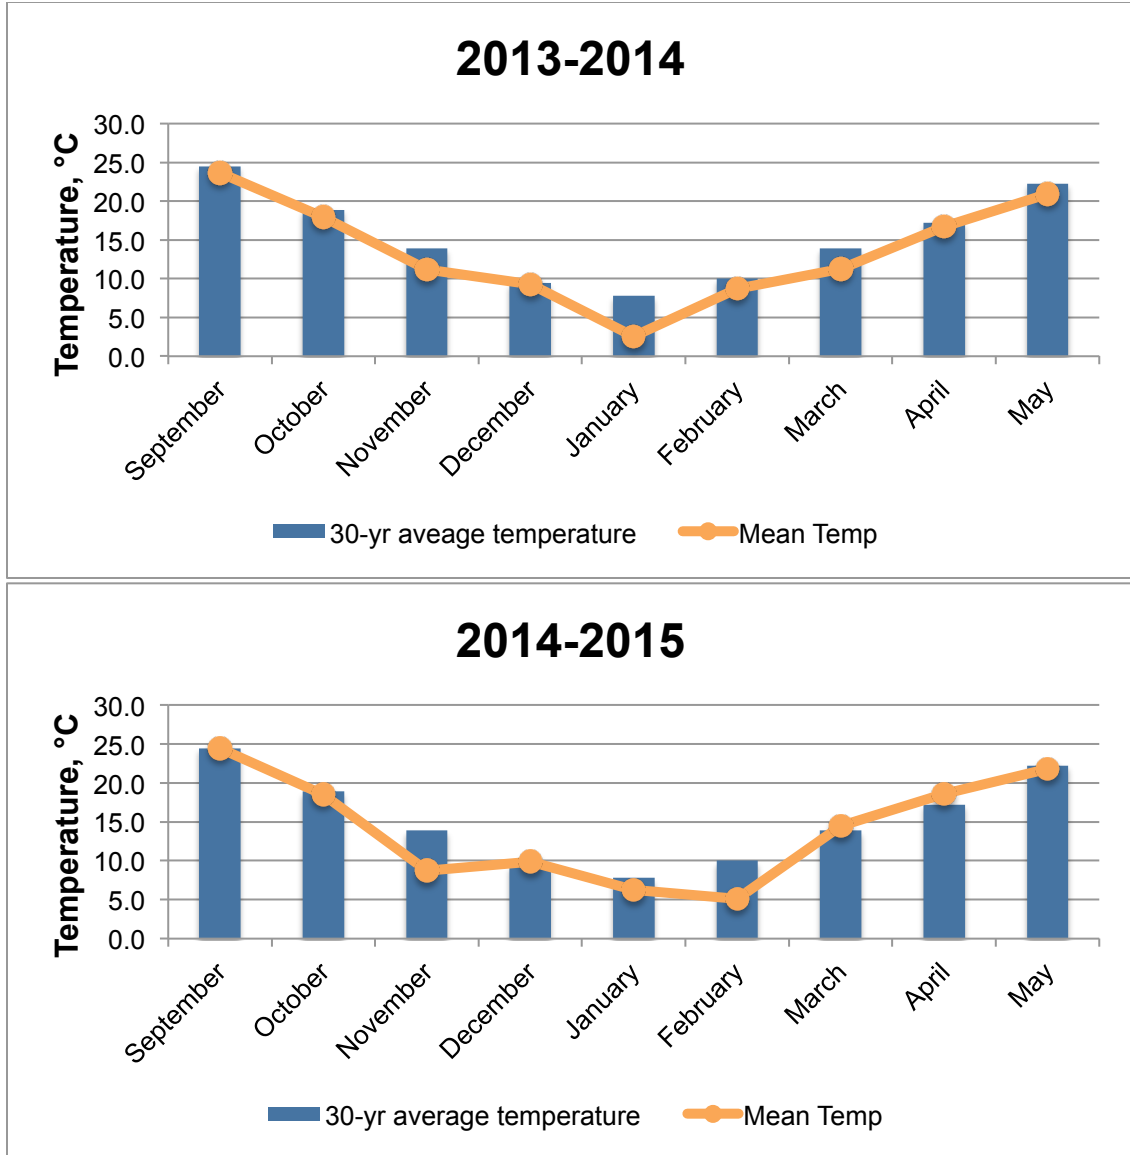 2013-2014
Temperature, °C
30.0
25.0
20.0
15.0
10.0
5.0
0.0
September
October
November
December
January
February
March
April
May
30-yr aveage temperature
Mean Temp
2014-2015
Temperature, °C
30.0
25.0
20.0
15.0
10.0
5.0
0.0
September
October
November
December
January
February
March
April
May
30-yr average temperature
Mean Temp